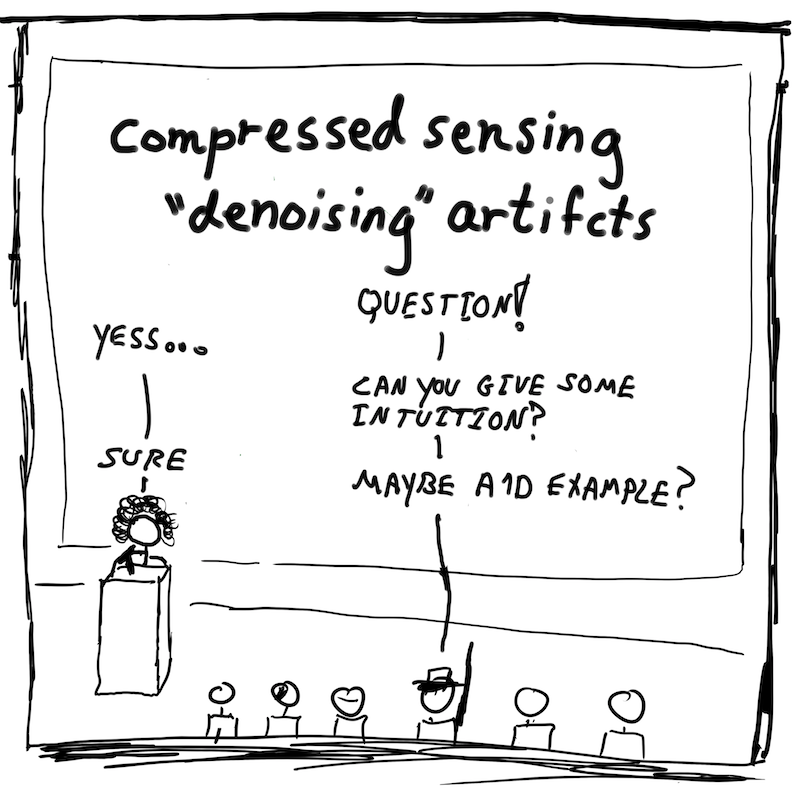 compressed sensing
"denoising" artifcts
QUESTION!
YESS...
CAN YOU GIVE SOME
INTUITION?
SURE
MAYBE A 1D EXAMPLE?